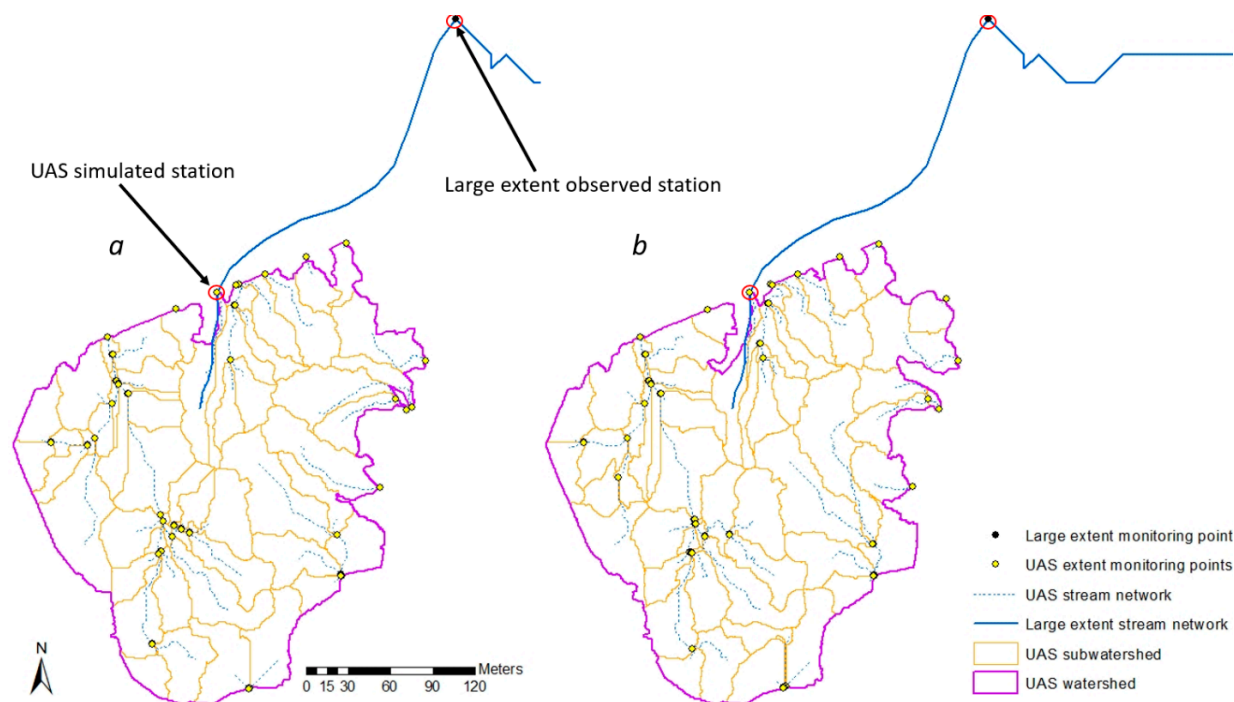 UAS simulated station
Large extent observed station
a
b
N
Meters
0 15 30 60 90 120
Large extent monitoring point
UAS extent monitoring points
UAS stream network
Large extent stream network
UAS subwatershed
UAS watershed